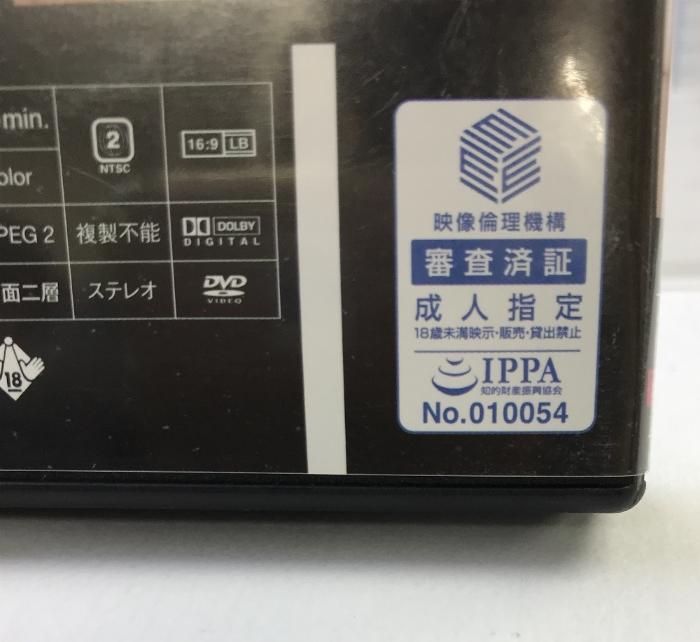 min.
2
NTSC
16:9 LB
olor
PEG 2
複製不能
DOLBY
DIGITAL
面二層
ステレオ
DVD
VIDEO
18
映像倫理機構
審査済証
成人指定
18歳未満映示・販売・貸出禁止
IPPA
知的財産振興協会
No.010054